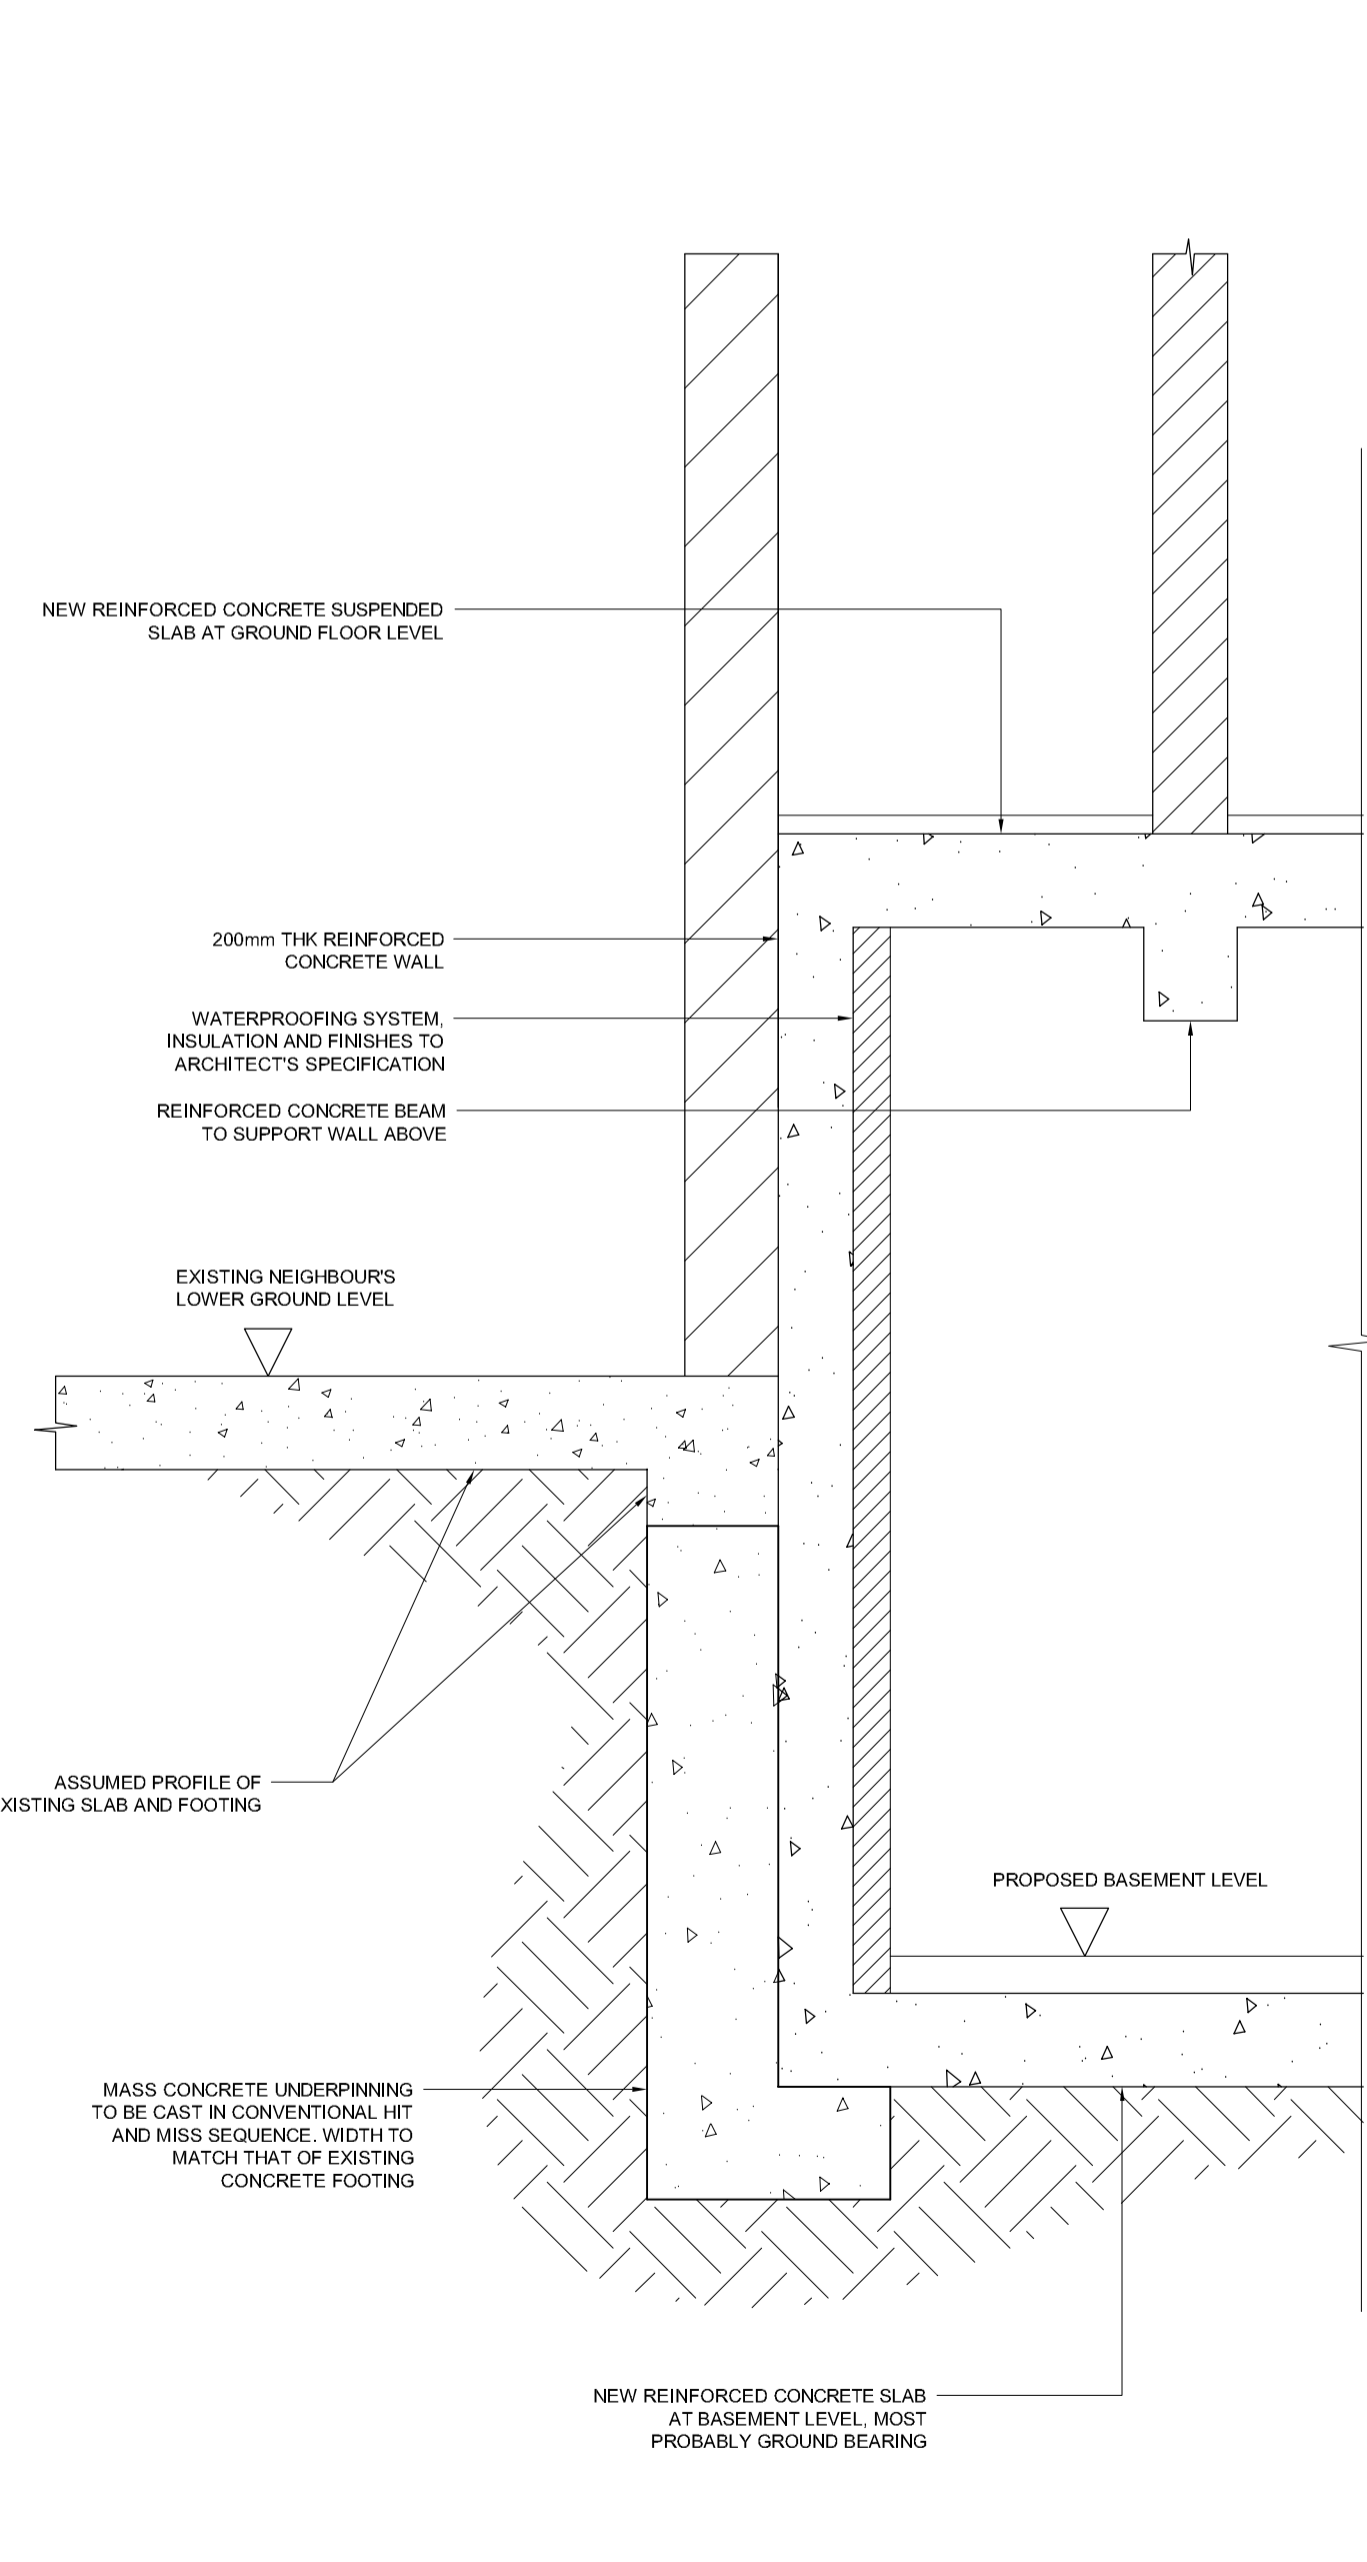 NEW REINFORCED CONCRETE SUSPENDED
SLAB AT GROUND FLOOR LEVEL
200mm THK REINFORCED
CONCRETE WALL
WATERPROOFING SYSTEM,
INSULATION AND FINISHES TO
ARCHITECT'S SPECIFICATION
REINFORCED CONCRETE BEAM
TO SUPPORT WALL ABOVE
EXISTING NEIGHBOUR'S
LOWER GROUND LEVEL
ASSUMED PROFILE OF
XISTING SLAB AND FOOTING
PROPOSED BASEMENT LEVEL
MASS CONCRETE UNDERPINNING
TO BE CAST IN CONVENTIONAL HIT
AND MISS SEQUENCE. WIDTH TO
MATCH THAT OF EXISTING
CONCRETE FOOTING
NEW REINFORCED CONCRETE SLAB
AT BASEMENT LEVEL, MOST
PROBABLY GROUND BEARING